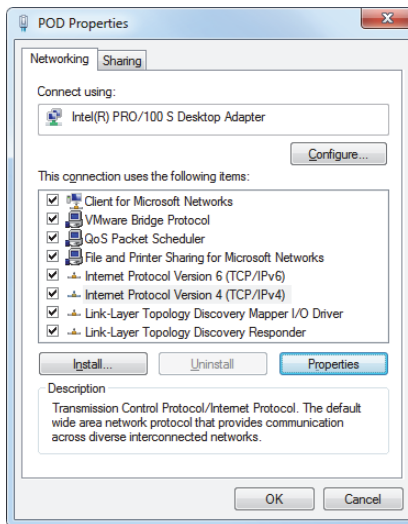 POD Properties
Networking
Sharing
Connect using:
Intel(R) PRO/100 S Desktop Adapter
Configure...
This connection uses the following items:
Client for Microsoft Networks
VMware Bridge Protocol
QoS Packet Scheduler
File and Printer Sharing for Microsoft Networks
Internet Protocol Version 6 (TCP/IPv6)
Internet Protocol Version 4 (TCP/IPv4)
Link-Layer Topology Discovery Mapper I/O Driver
Link-Layer Topology Discovery Responder
Install...
Uninstall
Properties
Description
Transmission Control Protocol/Internet Protocol. The default
wide area network protocol that provides communication
across diverse interconnected networks.
OK
Cancel